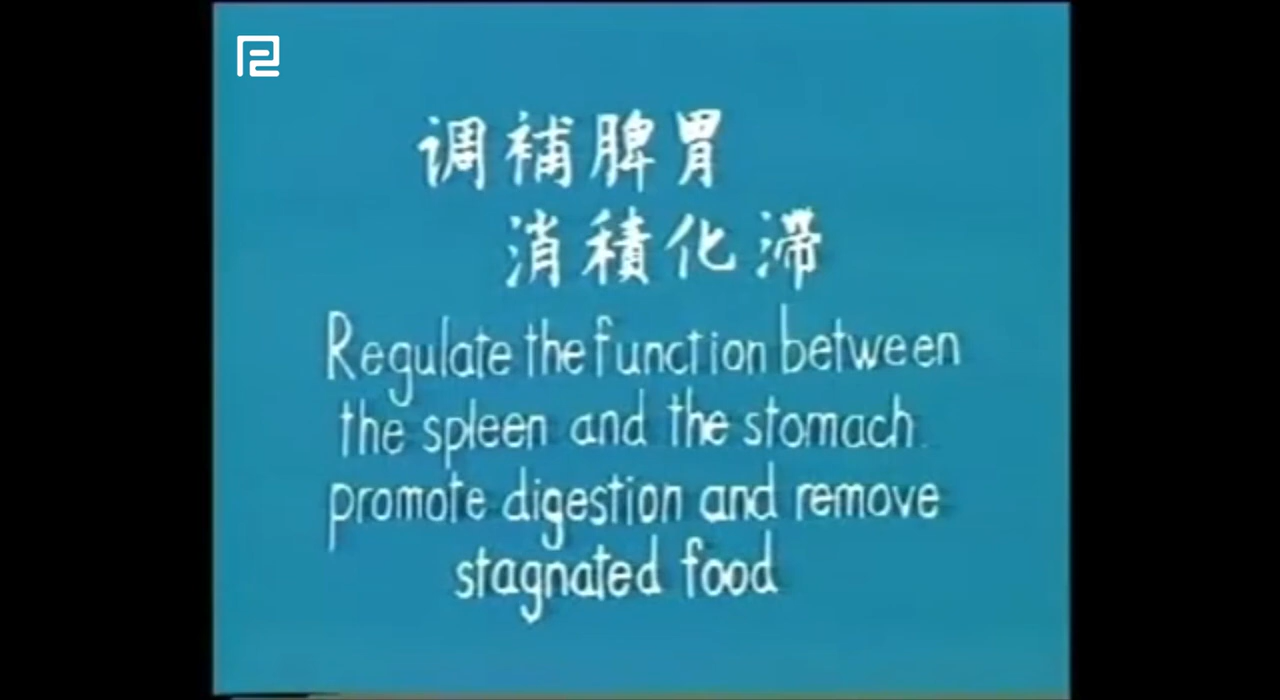 调補脾胃
消積化滞
Regulate the function between
the spleen and the stomach.
promote digestion and remove
stagnated food